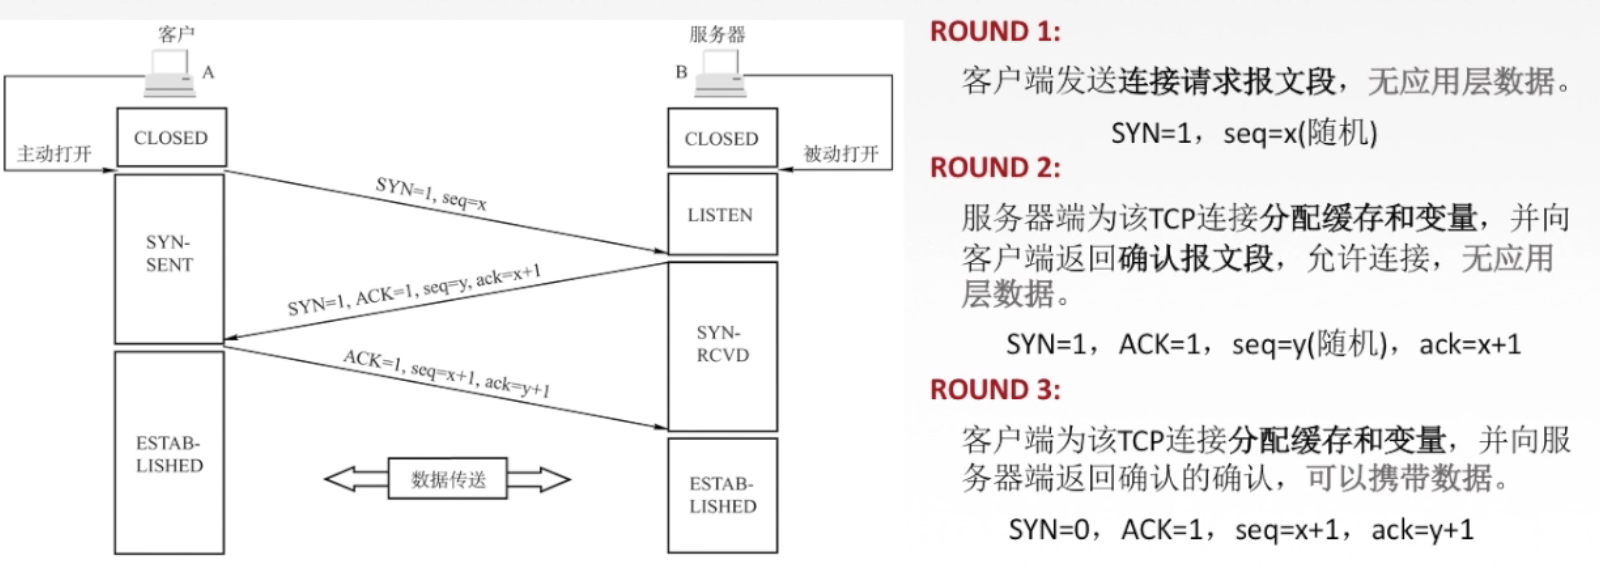 客户
A
CLOSED
主动打开
SYN-
SENT
ESTAB-
LISHED
服务器
B
CLOSED
被动打开
LISTEN
SYN-
RCVD
ESTAB-
LISHED
SYN=1, seq=x
SYN=1, ACK=1, seq=y, ack=x+1
ACK=1, seq=x+1, ack=y+1
数据传送
ROUND 1:
客户端发送连接请求报文段，无应用层数据。
SYN=1，seq=x(随机)
ROUND 2:
服务器端为该TCP连接分配缓存和变量，并向
客户端返回确认报文段，允许连接，无应用
层数据。
SYN=1，ACK=1，seq=y(随机)，ack=x+1
ROUND 3:
客户端为该TCP连接分配缓存和变量，并向服
务器端返回确认的确认，可以携带数据。
SYN=0，ACK=1，seq=x+1，ack=y+1